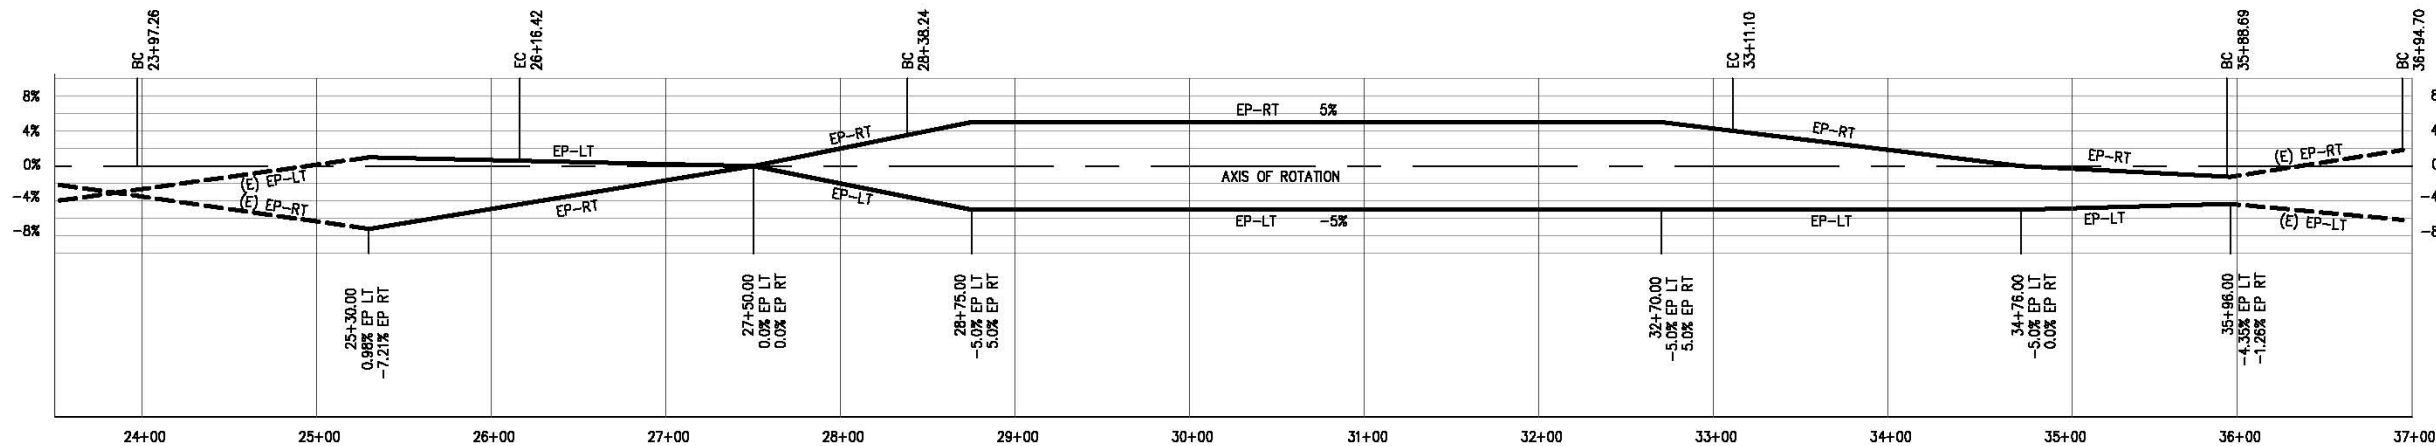 BC
23+97.26
EC
26+16.42
BC
28+38.24
EC
33+11.10
BC
35+88.69
BC
36+94.70
8%
4%
0%
-4%
-8%
8
4
0
-4
-8
(E) EP-LT
(E) EP-RT
EP-LT
EP-RT
EP-RT
EP-LT
EP-RT 5%
AXIS OF ROTATION
EP-LT -5%
EP-RT
EP-LT
EP-RT
EP-LT
(E) EP-RT
(E) EP-LT
25+30.00
0.98% EP LT
-7.21% EP RT
27+50.00
0.0% EP LT
0.0% EP RT
28+75.00
-5.0% EP LT
5.0% EP RT
32+70.00
-5.0% EP LT
5.0% EP RT
34+76.00
-5.0% EP LT
0.0% EP RT
35+96.00
-4.35% EP LT
-1.26% EP RT
24+00
25+00
26+00
27+00
28+00
29+00
30+00
31+00
32+00
33+00
34+00
35+00
36+00
37+00